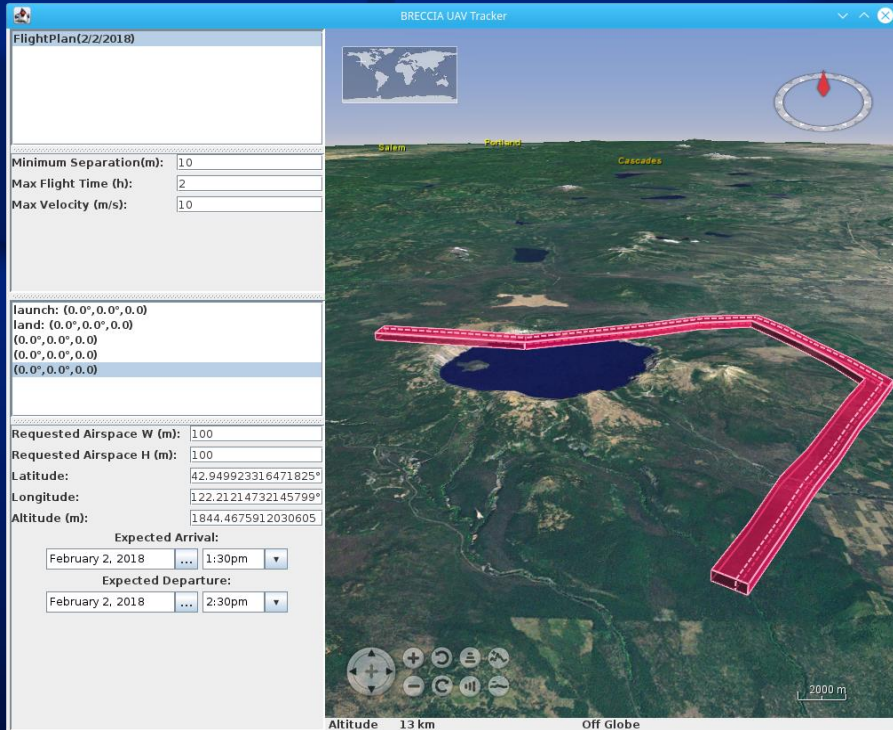 BRECCIA UAV Tracker
FlightPlan(2/2/2018)
Minimum Separation(m): 10
Max Flight Time (h): 2
Max Velocity (m/s): 10
launch: (0.0°,0.0°,0.0)
land: (0.0°,0.0°,0.0)
(0.0°,0.0°,0.0)
(0.0°,0.0°,0.0)
(0.0°,0.0°,0.0)
Requested Airspace W (m): 100
Requested Airspace H (m): 100
Latitude: 42.949923316471825°
Longitude: 122.21214732145799°
Altitude (m): 1844.4675912030605
Expected Arrival:
February 2, 2018 ... 1:30pm
Expected Departure:
February 2, 2018 ... 2:30pm
Salem
Portland
Cascades
2000 m
Altitude 13 km Off Globe